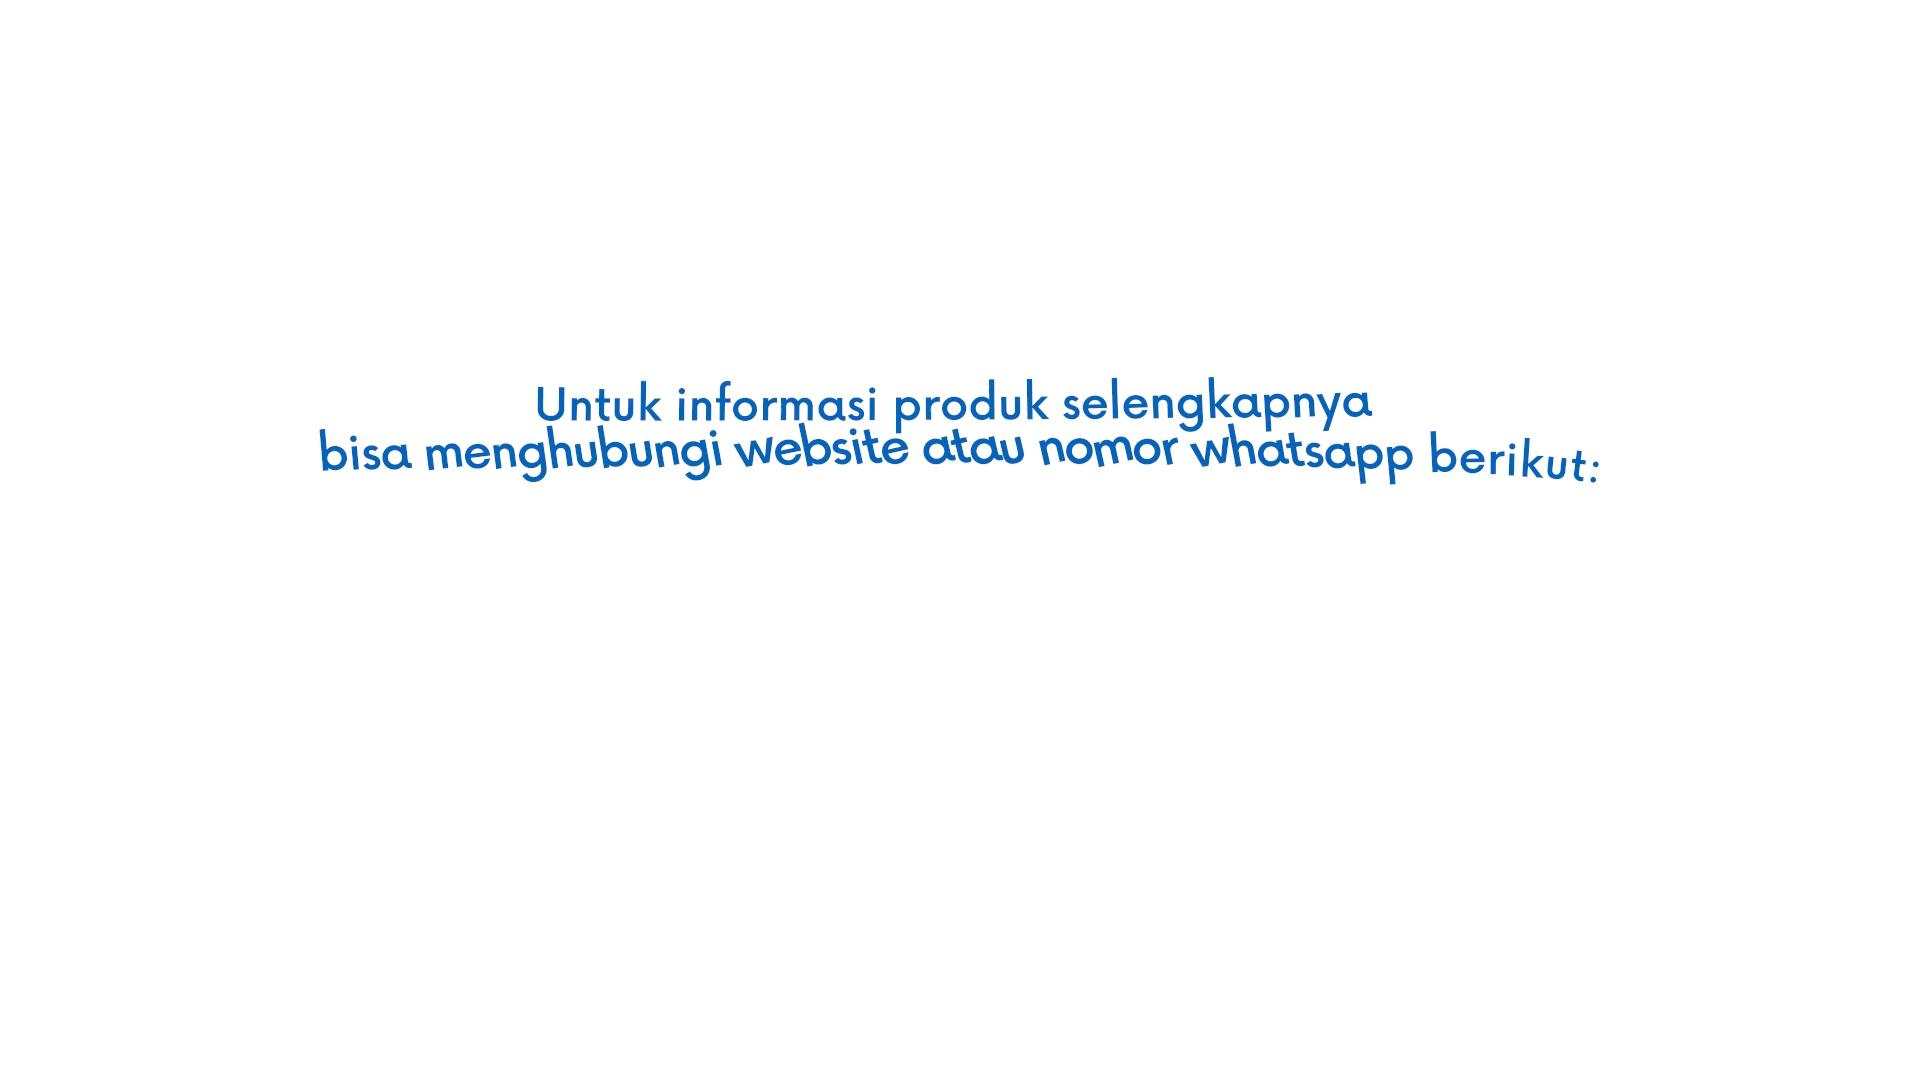 Untuk informasi produk selengkapnya
bisa menghubungi website atau nomor whatsapp berikut: